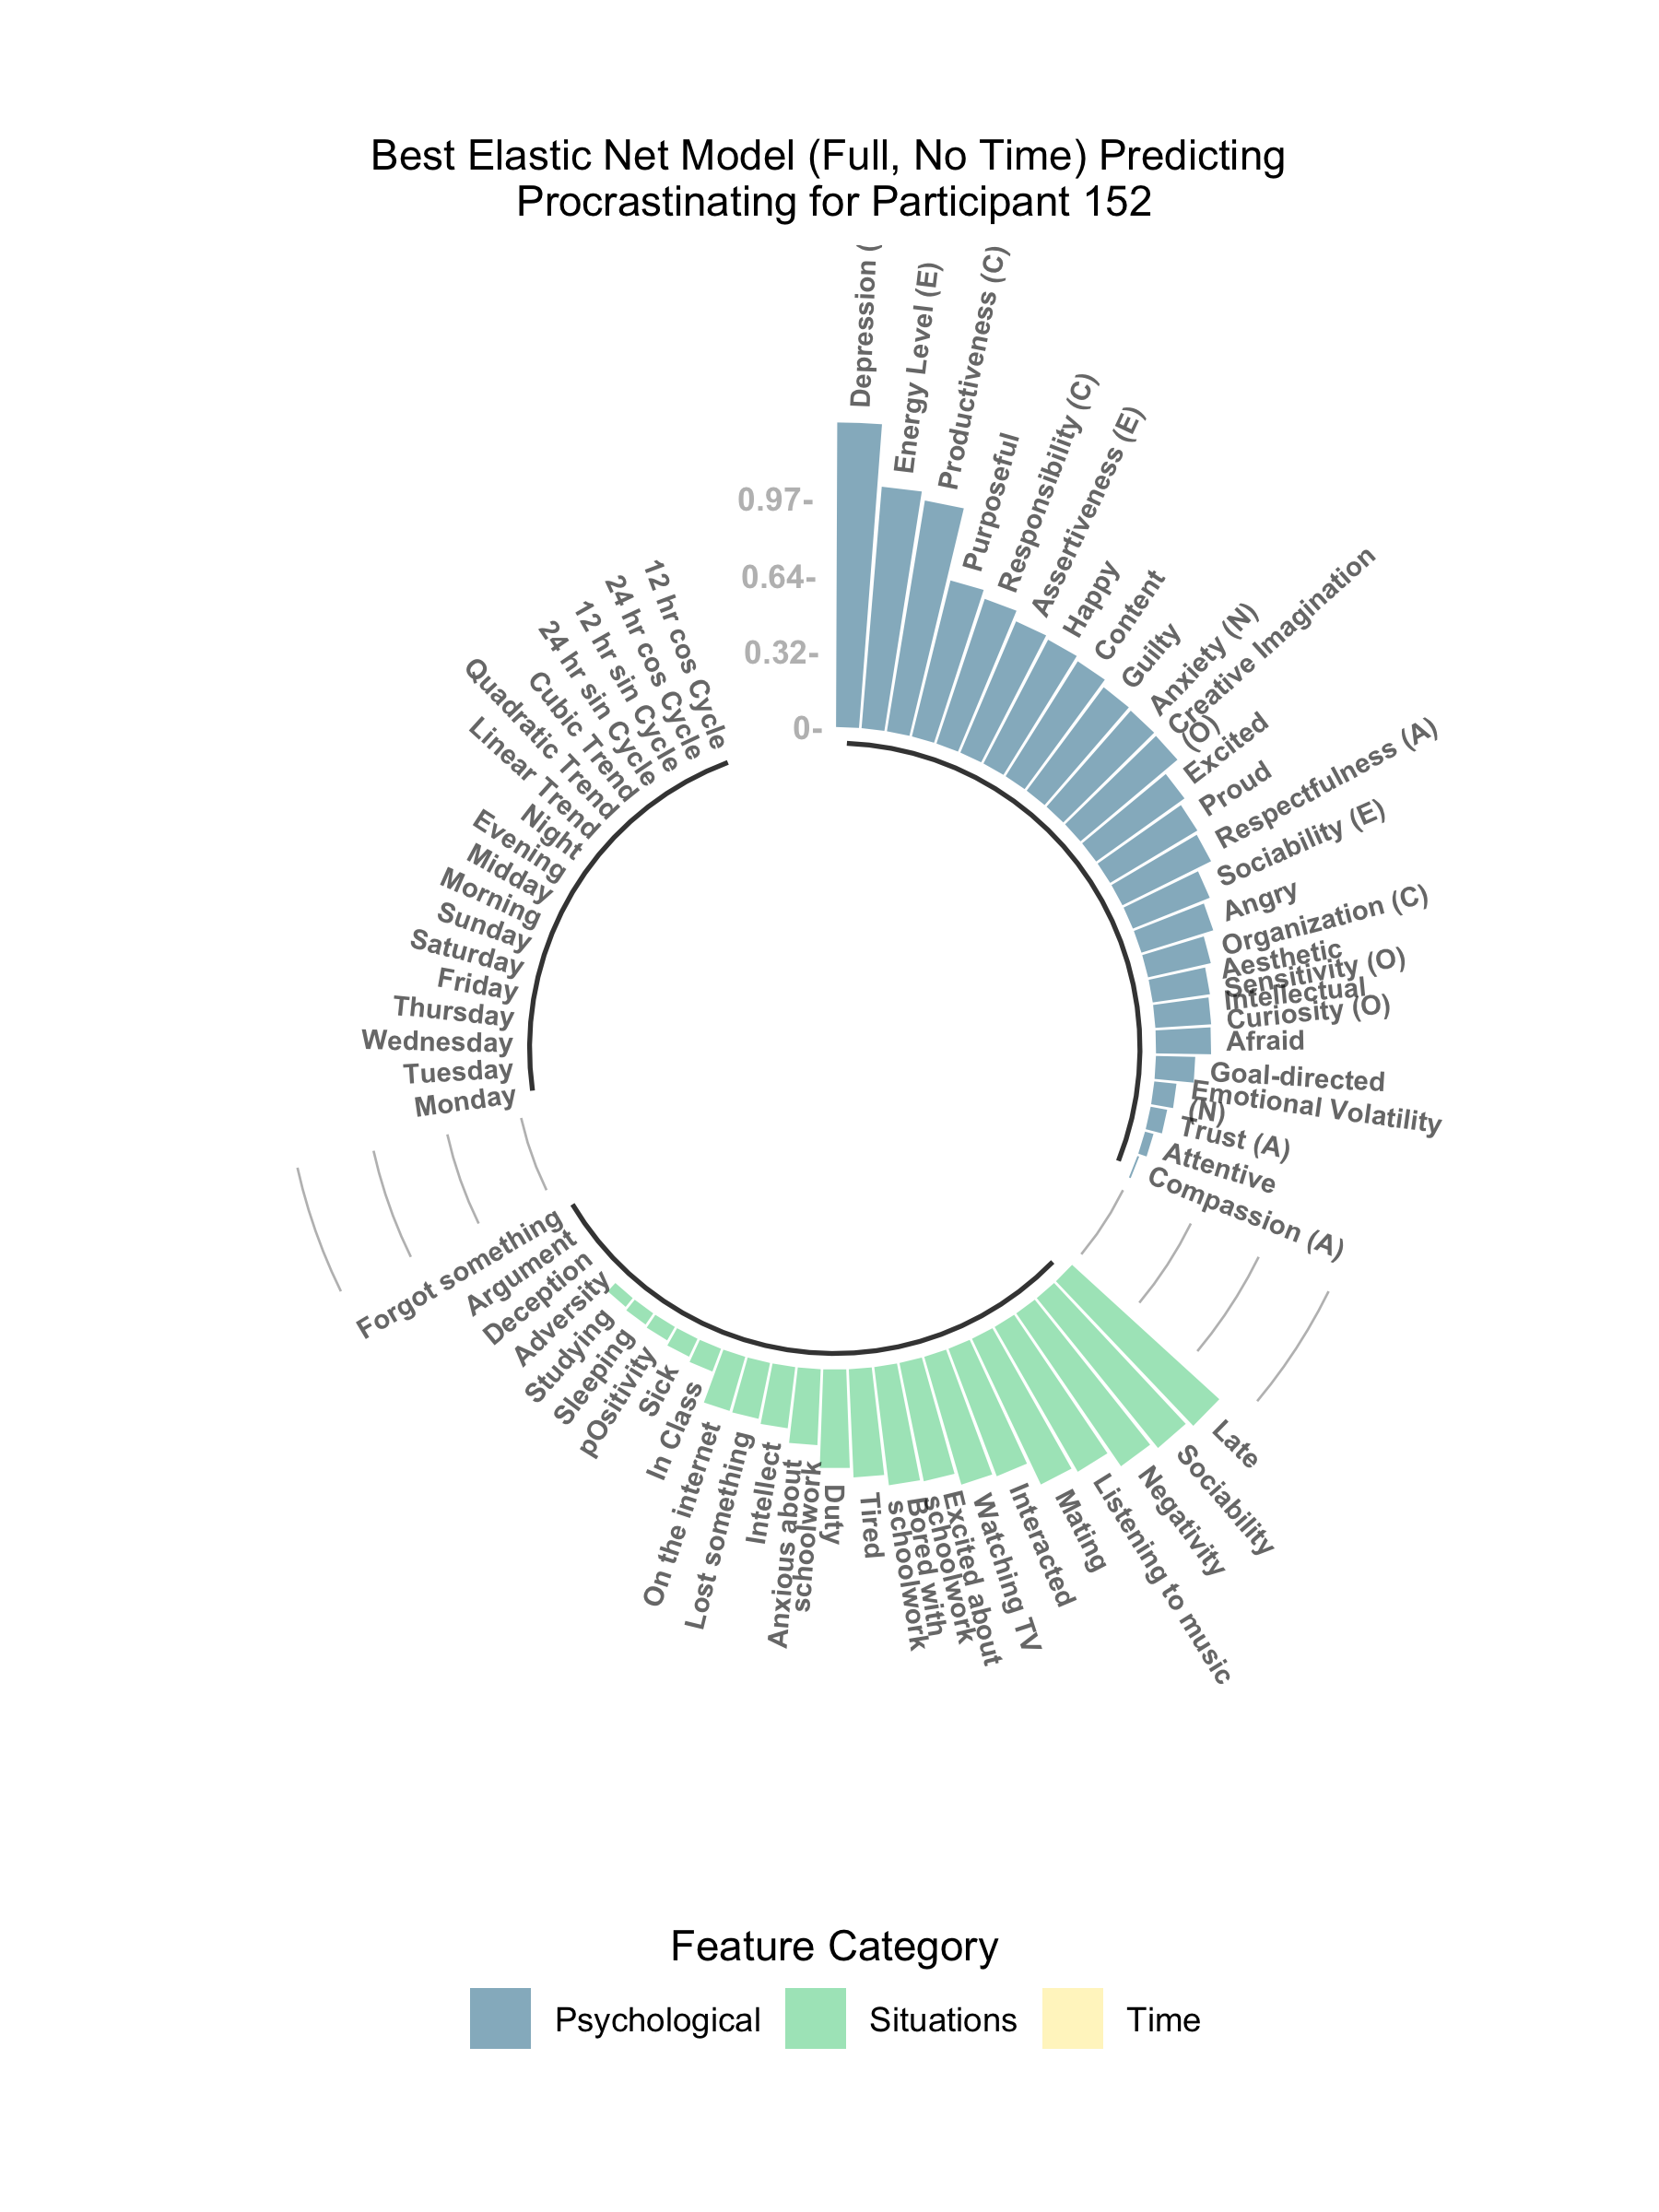 Best Elastic Net Model (Full, No Time) Predicting
Procrastinating for Participant 152
0.97-
0.64-
0.32-
0-
Depression (
Energy Level (E)
Productiveness (C)
Purposeful
Responsibility (C)
Assertiveness (E)
Happy
Content
Guilty
Anxiety (N)
Creative Imagination
(O)
Excited
Proud
Respectfulness (A)
Sociability (E)
Angry
Organization (C)
Aesthetic
Sensitivity (O)
Intellectual
Curiosity (O)
Afraid
Goal-directed
Emotional Volatility
(N)
Trust (A)
Attentive
Compassion (A)
Late
Sociability
Negativity
Listening to music
Mating
Interacted
Watching TV
Excited about
schoolwork
Bored with
schoolwork
Tired
Duty
Anxious about
schoolwork
Intellect
Lost something
On the internet
In Class
Sick
pOsitivity
Sleeping
Studying
Adversity
Deception
Argument
Forgot something
Monday
Tuesday
Wednesday
Thursday
Friday
Saturday
Sunday
Morning
Midday
Evening
Night
Linear Trend
Quadratic Trend
Cubic Trend
24 hr sin Cycle
12 hr sin Cycle
24 hr cos Cycle
12 hr cos Cycle
Feature Category
Psychological
Situations
Time